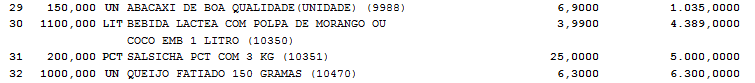 29 150,000 UN ABACAXI DE BOA QUALIDADE(UNIDADE) (9988) 6,9000 1.035,0000
30 1100,000 LIT BEBIDA LACTEA COM POLPA DE MORANGO OU 3,9900 4.389,0000
COCO EMB 1 LITRO (10350)
31 200,000 PCT SALSICHA PCT COM 3 KG (10351) 25,0000 5.000,0000
32 1000,000 UN QUEIJO FATIADO 150 GRAMAS (10470) 6,3000 6.300,0000